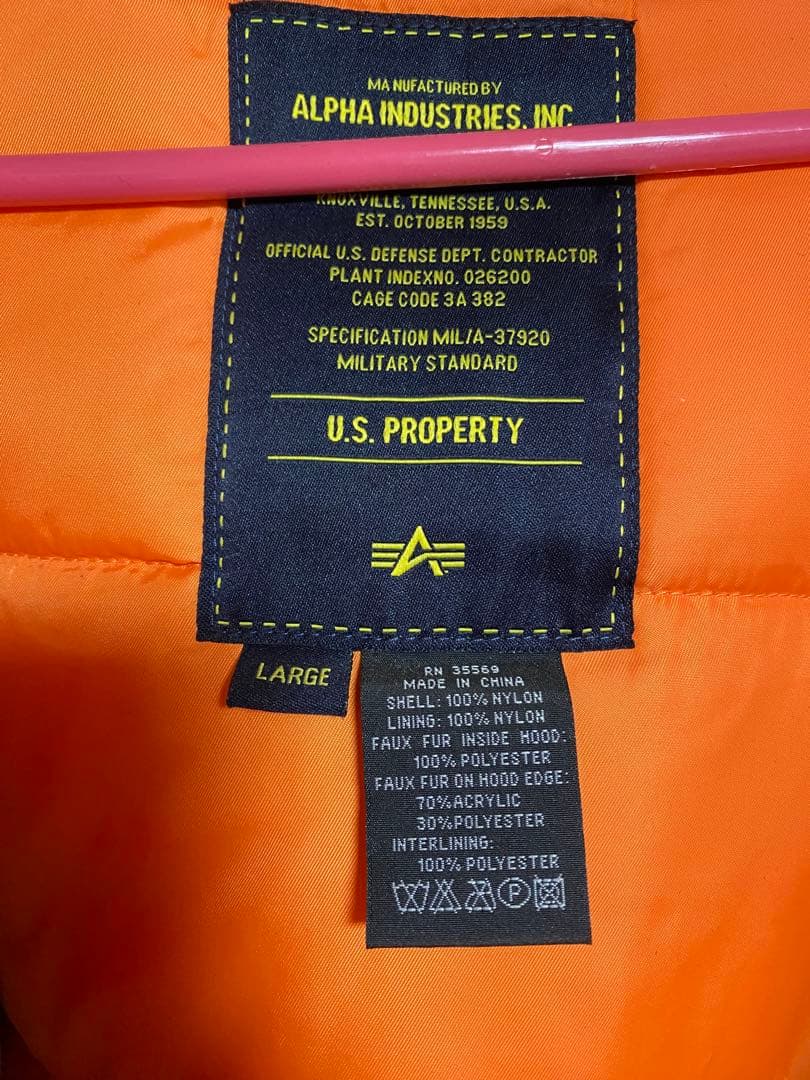 MANUFACTURED BY
ALPHA INDUSTRIES, INC
KNOXVILLE, TENNESSEE, U.S.A.
EST. OCTOBER 1959
OFFICIAL U.S. DEFENSE DEPT. CONTRACTOR
PLANT INDEXNO. 026200
CAGE CODE 3A 382
SPECIFICATION MIL/A-37920
MILITARY STANDARD
U.S. PROPERTY
LARGE
RN 35569
MADE IN CHINA
SHELL: 100% NYLON
LINING: 100% NYLON
FAUX FUR INSIDE HOOD:
100% POLYESTER
FAUX FUR ON HOOD EDGE:
70%ACRYLIC
30%POLYESTER
INTERLINING:
100% POLYESTER
P